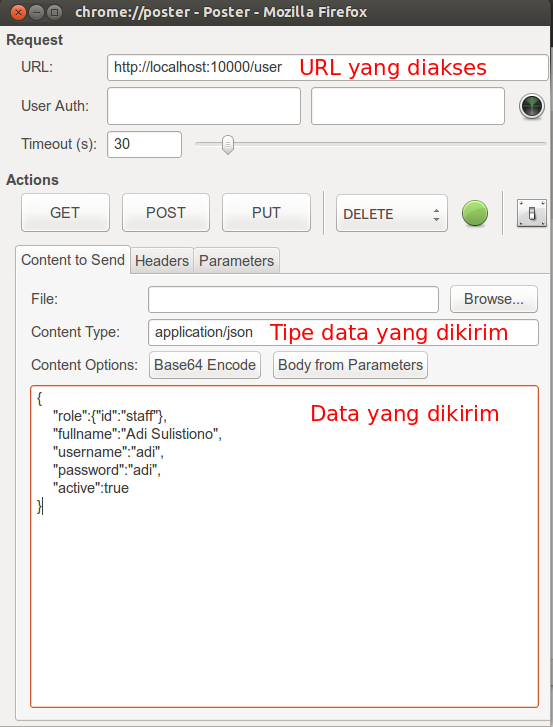 chrome://poster - Poster - Mozilla Firefox
Request
URL: http://localhost:10000/user URL yang diakses
User Auth:
Timeout (s): 30
Actions
GET POST PUT DELETE
Content to Send Headers Parameters
File: Browse...
Content Type: application/json Tipe data yang dikirim
Content Options: Base64 Encode Body from Parameters
{
"role":{"id":"staff"},
Data yang dikirim
"fullname":"Adi Sulistiono",
"username":"adi",
"password":"adi",
"active":true
}